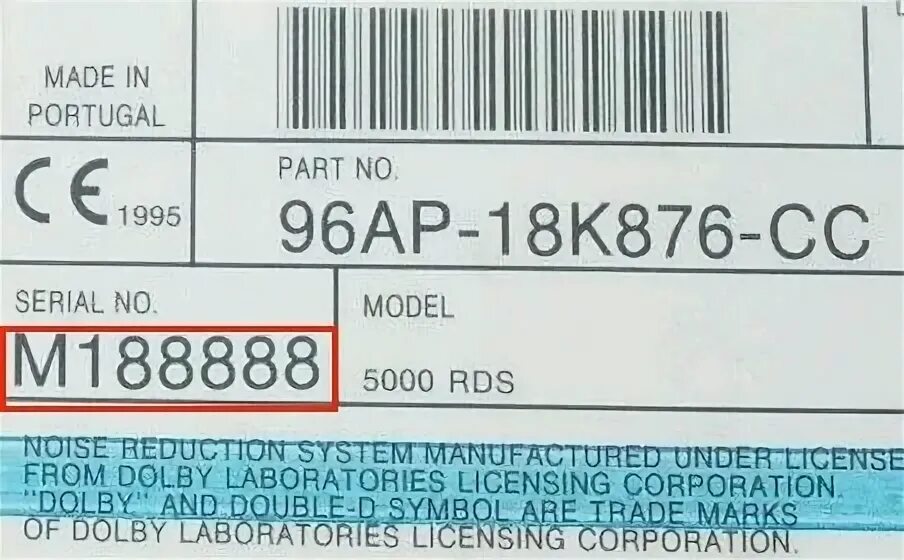 MADE IN
PORTUGAL
CE 1995
PART NO.
96AP-18K876-CC
SERIAL NO.
M188888
MODEL
5000 RDS
NOISE REDUCTION SYSTEM MANUFACTURED UNDER LICENSE
FROM DOLBY LABORATORIES LICENSING CORPORATION.
"DOLBY" AND DOUBLE-D SYMBOL ARE TRADE MARKS
OF DOLBY LABORATORIES LICENSING CORPORATION.